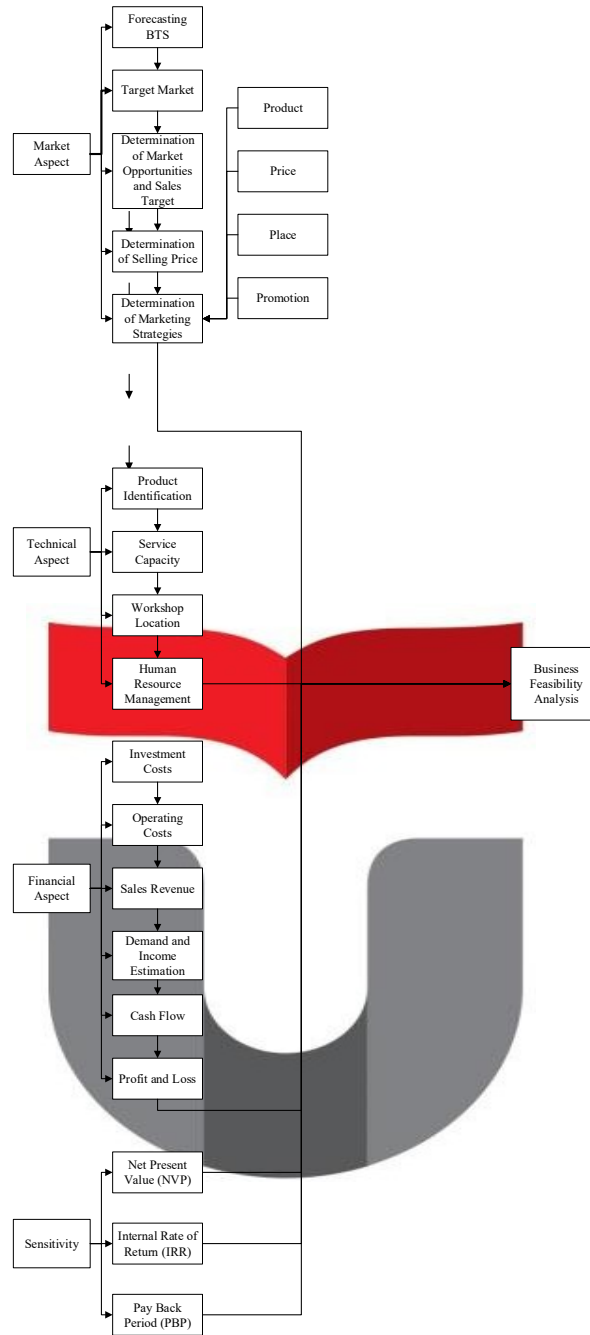 Forecasting
BTS
Target Market
Product
Market
Aspect
Determination
of Market
Opportunities
and Sales
Target
Price
Determination
of Selling Price
Place
Determination
of Marketing
Strategies
Promotion
Product
Identification
Technical
Aspect
Service
Capacity
Workshop
Location
Human
Resource
Management
Business
Feasibility
Analysis
Investment
Costs
Operating
Costs
Financial
Aspect
Sales Revenue
Demand and
Income
Estimation
Cash Flow
Profit and Loss
Net Present
Value (NVP)
Sensitivity
Internal Rate of
Return (IRR)
Pay Back
Period (PBP)